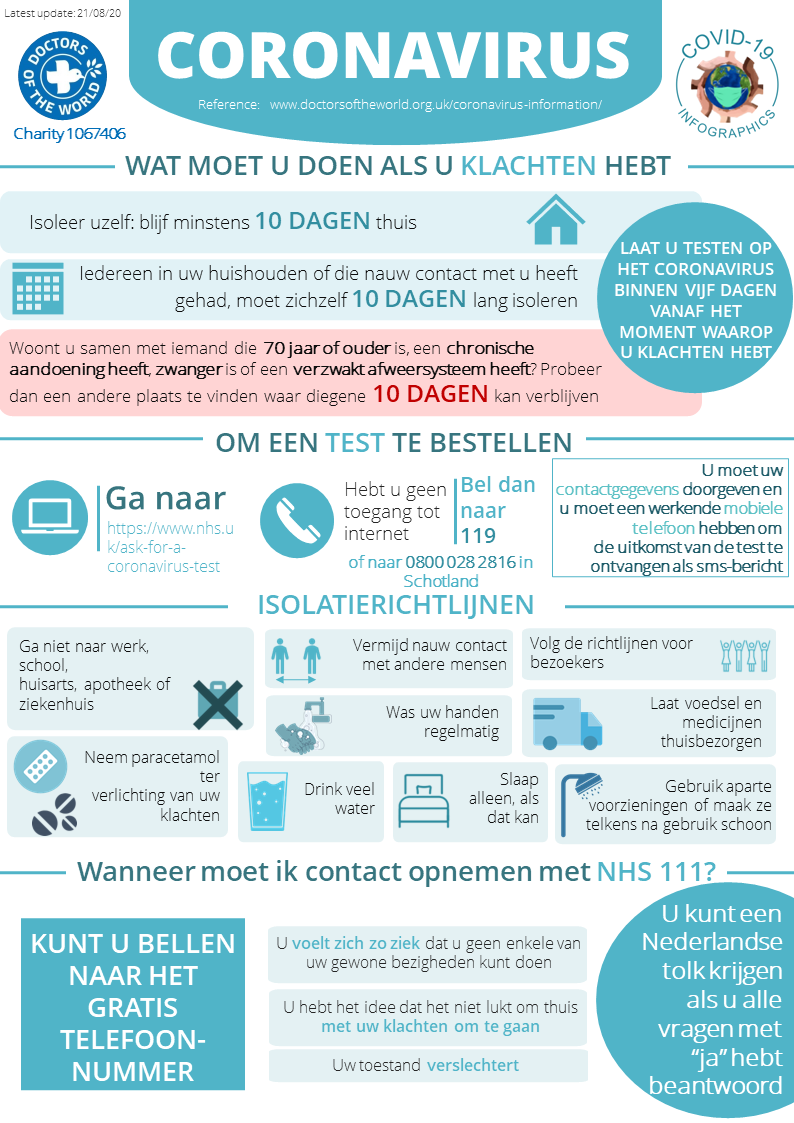 Latest update: 21/08/20
DOCTORS OF THE WORLD
Charity 1067406
CORONAVIRUS
Reference: www.doctorsoftheworld.org.uk/coronavirus-information/
COVID-19
INFOGRAPHICS
WAT MOET U DOEN ALS U KLACHTEN HEBT
Isoleer uzelf: blijf minstens 10 DAGEN thuis
Iedereen in uw huishouden of die nauw contact met u heeft
gehad, moet zichzelf 10 DAGEN lang isoleren
LAAT U TESTEN OP
HET CORONAVIRUS
BINNEN VIJF DAGEN
VANAF HET
MOMENT WAAROP
U KLACHTEN HEBT
Woont u samen met iemand die 70 jaar of ouder is, een chronische
aandoening heeft, zwanger is of een verzwakt afweersysteem heeft? Probeer
dan een andere plaats te vinden waar diegene 10 DAGEN kan verblijven
OM EEN TEST TE BESTELLEN
Ga naar
https://www.nhs.u
k/ask-for-a-
coronavirus-test
Hebt u geen
toegang tot
internet
Bel dan
naar
119
of naar 0800 028 2816 in
Schotland
U moet uw
contactgegevens doorgeven en
u moet een werkende mobiele
telefoon hebben om
de uitkomst van de test te
ontvangen als sms-bericht
ISOLATIERICHTLIJNEN
Ga niet naar werk,
school,
huisarts, apotheek of
ziekenhuis
Vermijd nauw contact
met andere mensen
Volg de richtlijnen voor
bezoekers
Was uw handen
regelmatig
Laat voedsel en
medicijnen
thuisbezorgen
Neem paracetamol
ter
verlichting van uw
klachten
Drink veel
water
Slaap
alleen, als
dat kan
Gebruik aparte
voorzieningen of maak ze
telkens na gebruik schoon
Wanneer moet ik contact opnemen met NHS 111?
KUNT U BELLEN
NAAR HET
GRATIS
TELEFOON-
NUMMER
U voelt zich zo ziek dat u geen enkele van
uw gewone bezigheden kunt doen
U hebt het idee dat het niet lukt om thuis
met uw klachten om te gaan
Uw toestand verslechtert
U kunt een
Nederlandse
tolk krijgen
als u alle
vragen met
“ja” hebt
beantwoord